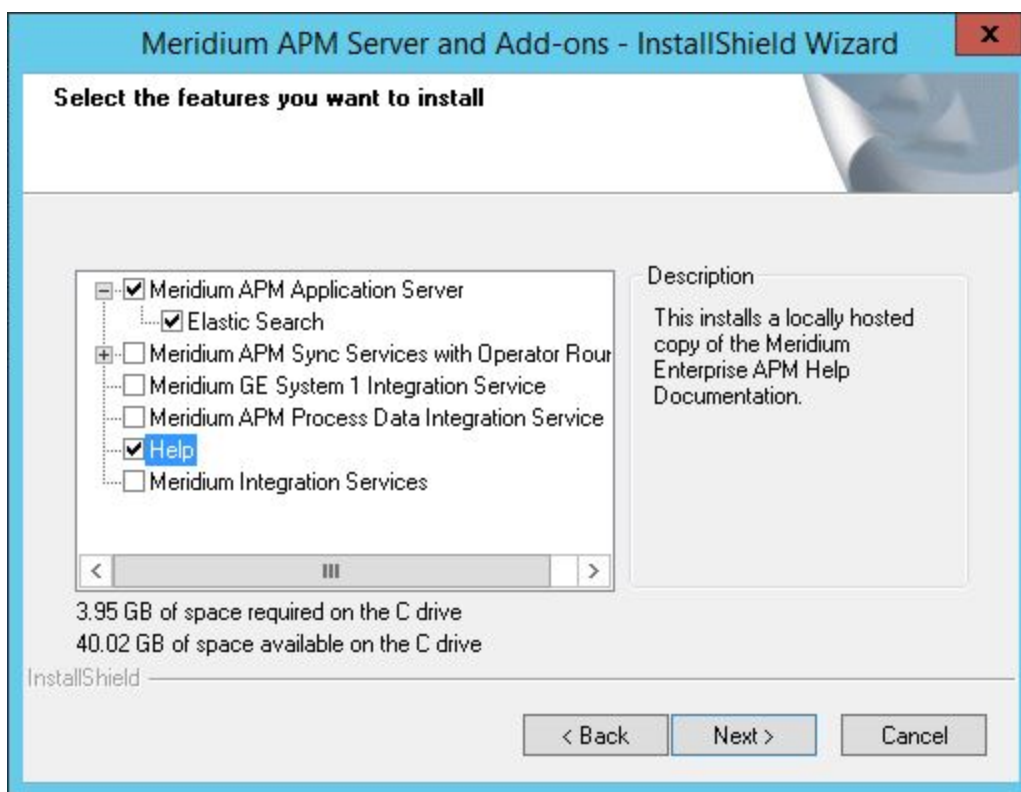 Meridium APM Server and Add-ons - InstallShield Wizard
x
Select the features you want to install
Meridium APM Application Server
Elastic Search
Meridium APM Sync Services with Operator Rour
Meridium GE System 1 Integration Service
Meridium APM Process Data Integration Service
Help
Meridium Integration Services
Description
This installs a locally hosted
copy of the Meridium
Enterprise APM Help
Documentation.
3.95 GB of space required on the C drive
40.02 GB of space available on the C drive
InstallShield
< Back
Next >
Cancel